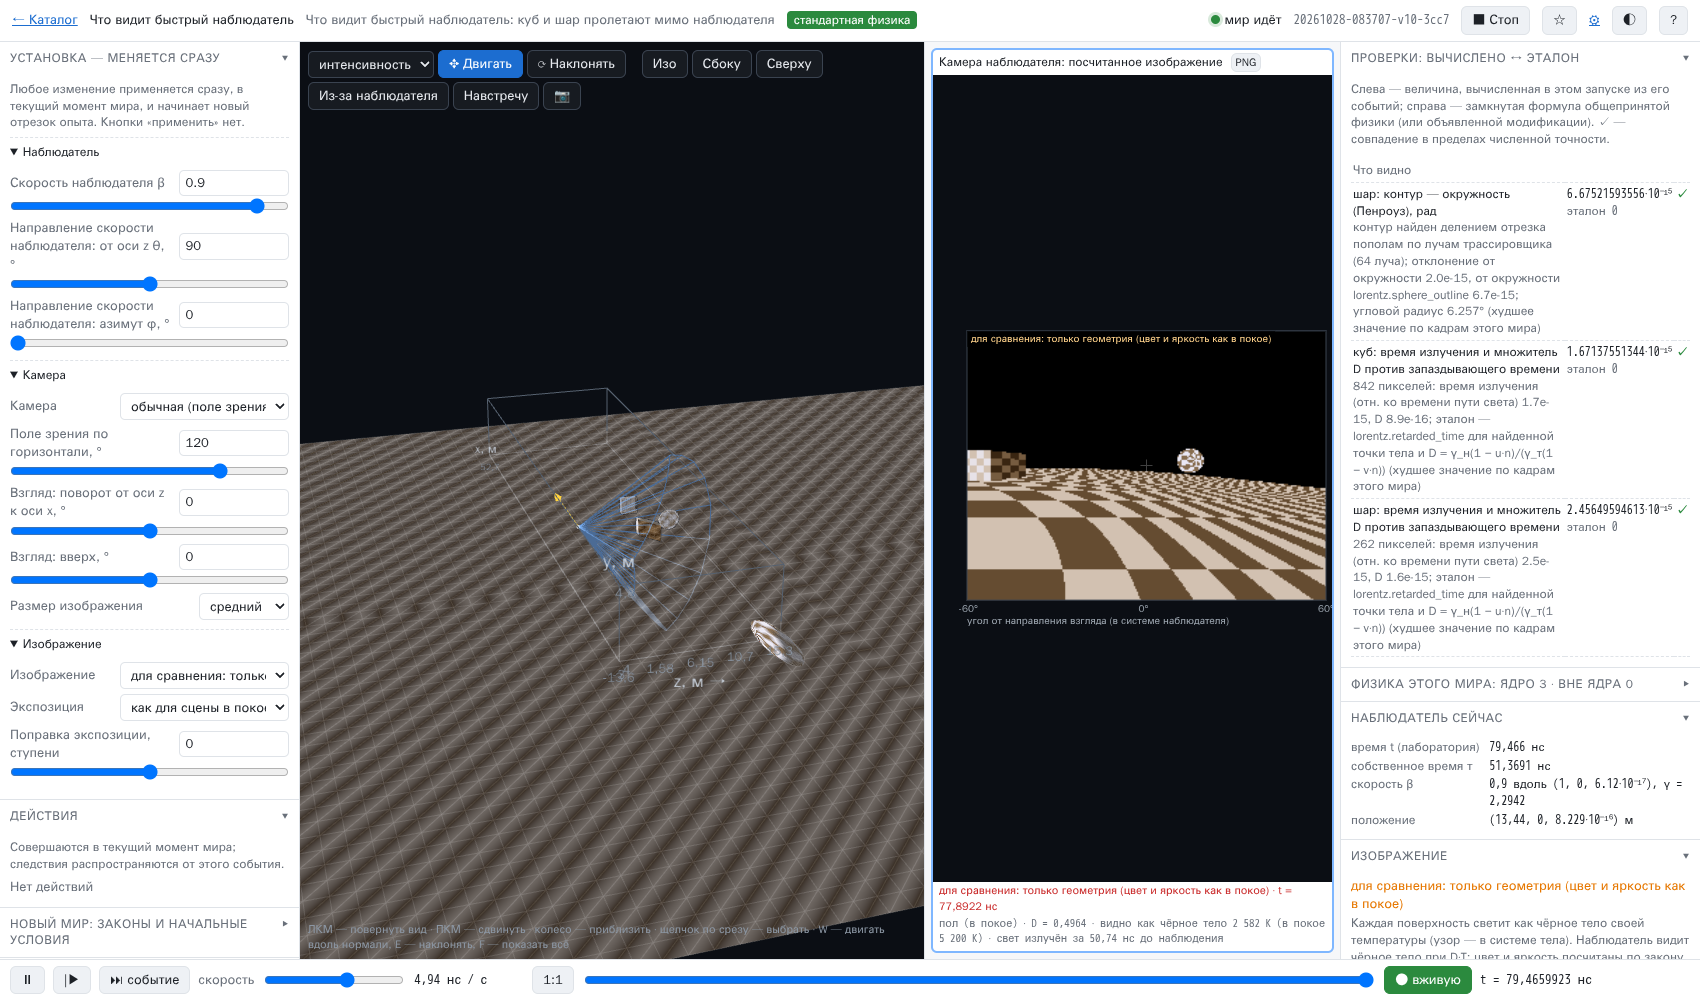 ← Каталог Что видит быстрый наблюдатель Что видит быстрый наблюдатель: куб и шар пролетают мимо наблюдателя стандартная физика
мир идёт 20261028-083707-v10-3cc7 Стоп ?
УСТАНОВКА — МЕНЯЕТСЯ СРАЗУ
Любое изменение применяется сразу, в
текущий момент мира, и начинает новый
отрезок опыта. Кнопки «применить» нет.
Наблюдатель
Скорость наблюдателя β 0.9
Направление скорости
наблюдателя: от оси z θ, 90
°
Направление скорости
наблюдателя: азимут φ, ° 0
Камера
Камера обычная (поле зрения
Поле зрения по
горизонтали, ° 120
Взгляд: поворот от оси z
к оси x, ° 0
Взгляд: вверх, ° 0
Размер изображения средний
Изображение
Изображение для сравнения: только
Экспозиция как для сцены в покое
Поправка экспозиции,
ступени 0
ДЕЙСТВИЯ
Совершаются в текущий момент мира;
следствия распространяются от этого события.
Нет действий
НОВЫЙ МИР: ЗАКОНЫ И НАЧАЛЬНЫЕ
УСЛОВИЯ
интенсивность Двигать Наклонять Изо Сбоку Сверху
Из-за наблюдателя Навстречу
x, м
y, м
1,58 6,15 10,7
z, м →
ЛКМ — повернуть вид · ПКМ — сдвинуть · колесо — приблизить · щелчок по срезу — выбрать · W — двигать
вдоль нормали, E — наклонять, F — показать всё
Камера наблюдателя: посчитанное изображение PNG
для сравнения: только геометрия (цвет и яркость как в покое)
-60° 0° 60°
угол от направления взгляда (в системе наблюдателя)
для сравнения: только геометрия (цвет и яркость как в покое) · t =
77,8922 нс
пол (в покое) · D = 0,4964 · видно как чёрное тело 2 582 K (в покое
5 200 K) · свет излучён за 50,74 нс до наблюдения
ПРОВЕРКИ: ВЫЧИСЛЕНО ↔ ЭТАЛОН
Слева — величина, вычисленная в этом запуске из его
событий; справа — замкнутая формула общепринятой
физики (или объявленной модификации). ✓ —
совпадение в пределах численной точности.
Что видно
шар: контур — окружность 6.67521593556·10⁻¹⁵ ✓
(Пенроуз), рад эталон 0
контур найден делением отрезка
пополам по лучам трассировщика
(64 луча); отклонение от
окружности 2.0e-15, от окружности
lorentz.sphere_outline 6.7e-15;
угловой радиус 6.257° (худшее
значение по кадрам этого мира)
куб: время излучения и множитель 1.67137551344·10⁻¹⁵ ✓
D против запаздывающего времени эталон 0
842 пикселей: время излучения
(отн. ко времени пути света) 1.7e-
15, D 8.9e-16; эталон —
lorentz.retarded_time для найденной
точки тела и D = γ_н(1 − u·n)/(γ_т(1
− v·n)) (худшее значение по кадрам
этого мира)
шар: время излучения и множитель 2.45649594613·10⁻¹⁵ ✓
D против запаздывающего времени эталон 0
262 пикселей: время излучения
(отн. ко времени пути света) 2.5e-
15, D 1.6e-15; эталон —
lorentz.retarded_time для найденной
точки тела и D = γ_н(1 − u·n)/(γ_т(1
− v·n)) (худшее значение по кадрам
этого мира)
ФИЗИКА ЭТОГО МИРА: ЯДРО 3 · ВНЕ ЯДРА 0
НАБЛЮДАТЕЛЬ СЕЙЧАС
время t (лаборатория) 79,466 нс
собственное время τ 51,3691 нс
скорость β 0,9 вдоль (1, 0, 6.12·10⁻¹⁷), γ =
2,2942
положение (13,44, 0, 8.229·10⁻¹⁶) м
ИЗОБРАЖЕНИЕ
для сравнения: только геометрия (цвет и яркость как
в покое)
Каждая поверхность светит как чёрное тело своей
температуры (узор — в системе тела). Наблюдатель видит
чёрное тело при D·T: цвет и яркость посчитаны по закону
событие скорость 4,94 нс / с 1:1 вживую t = 79,4659923 нс